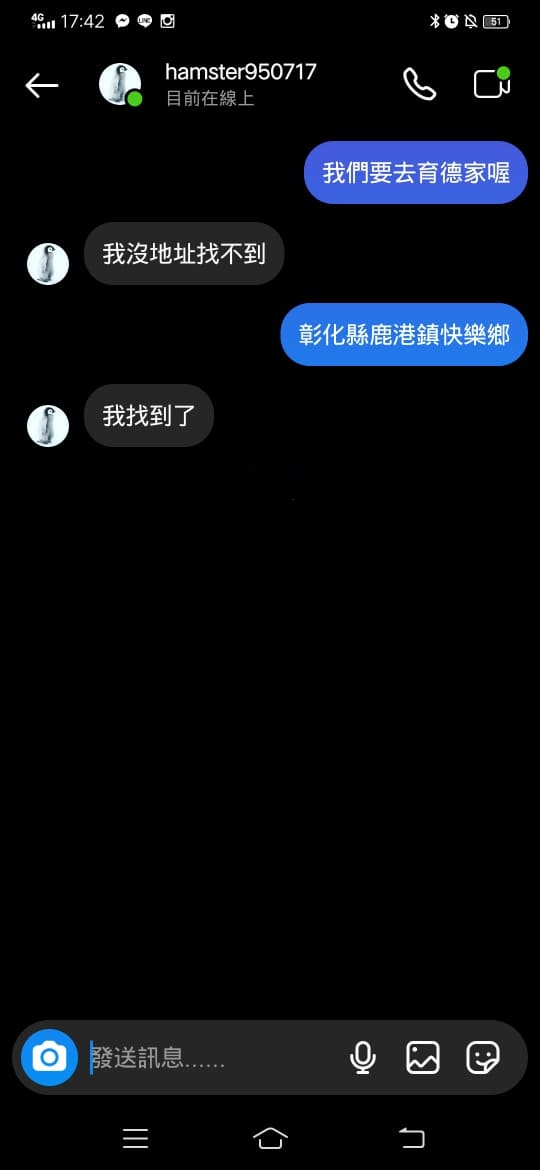 4G 17:42 51
hamster950717
目前在線上
我們要去育德家喔
我沒地址找不到
彰化縣鹿港鎮快樂鄉
我找到了
發送訊息......